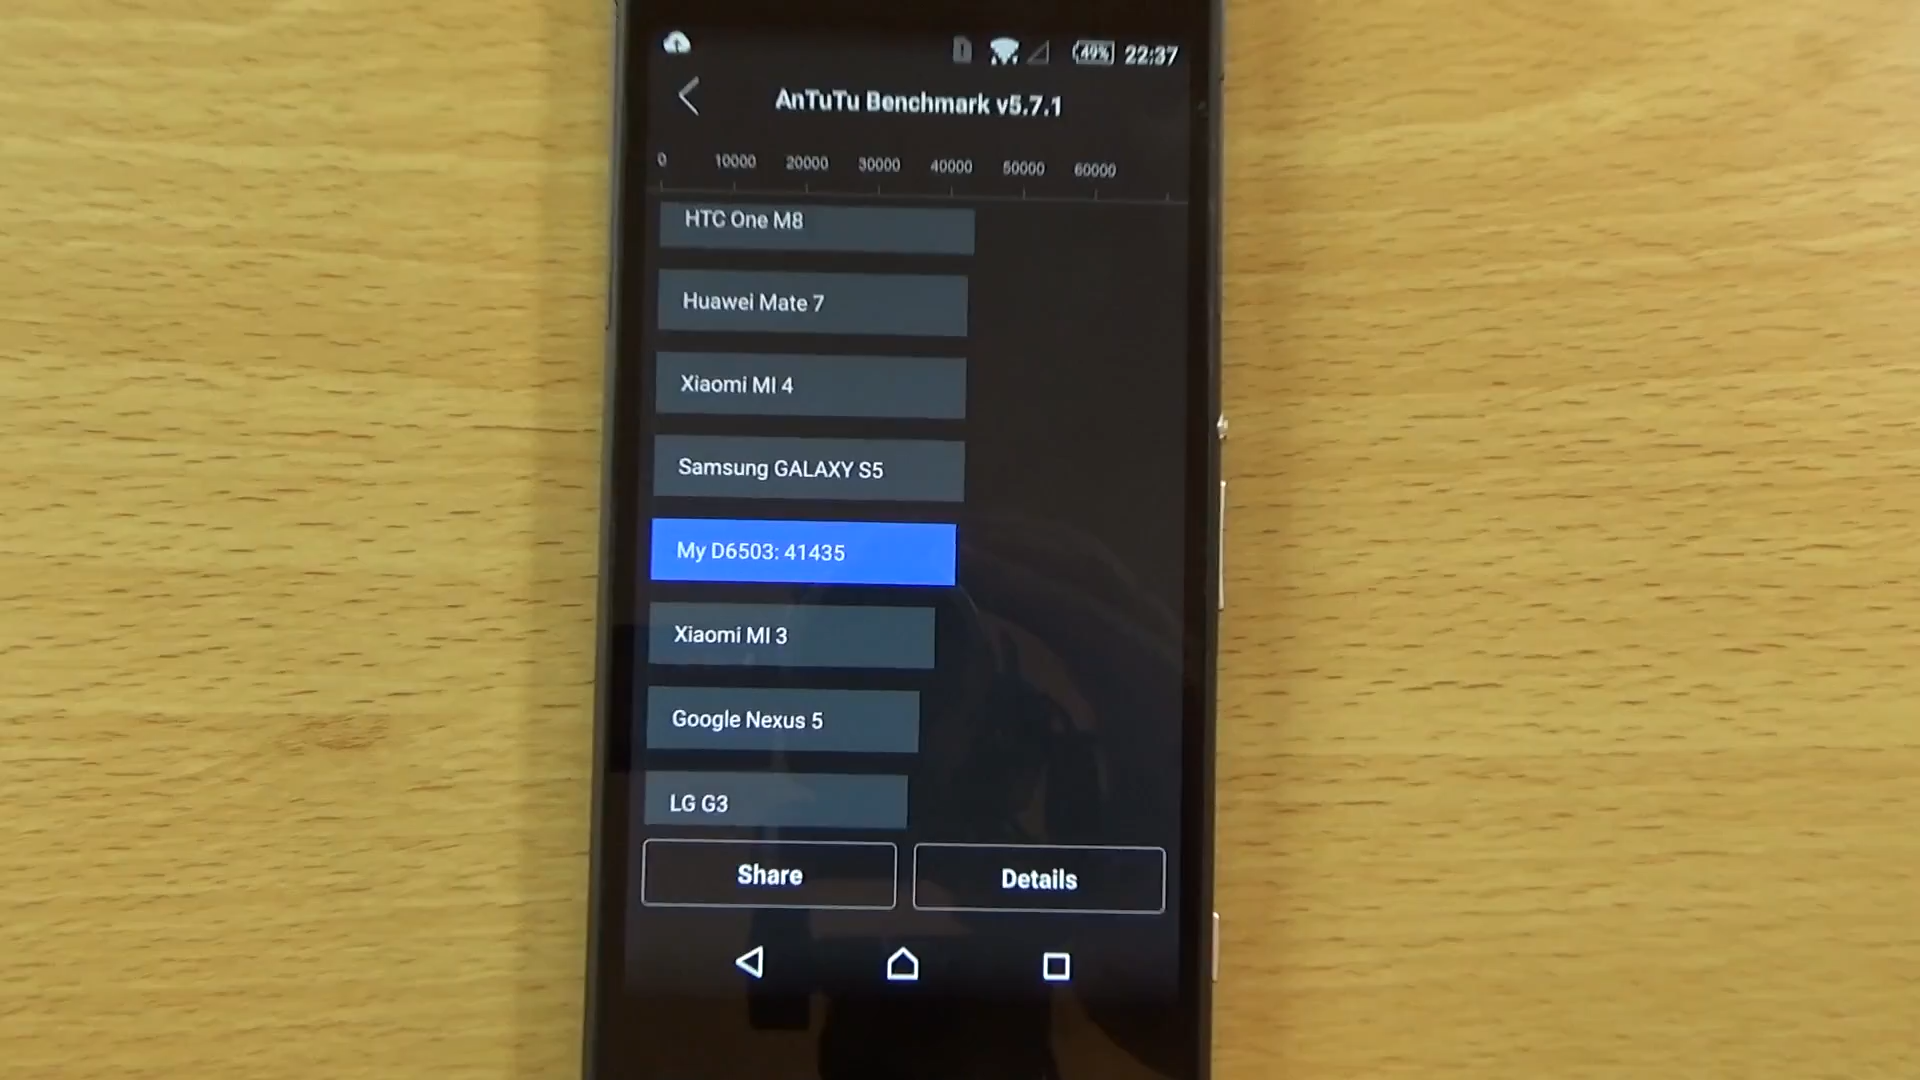 49% 22:37
AnTuTu Benchmark v5.7.1
0 10000 20000 30000 40000 50000 60000
HTC One M8
Huawei Mate 7
Xiaomi MI 4
Samsung GALAXY S5
My D6503: 41435
Xiaomi MI 3
Google Nexus 5
LG G3
Share Details